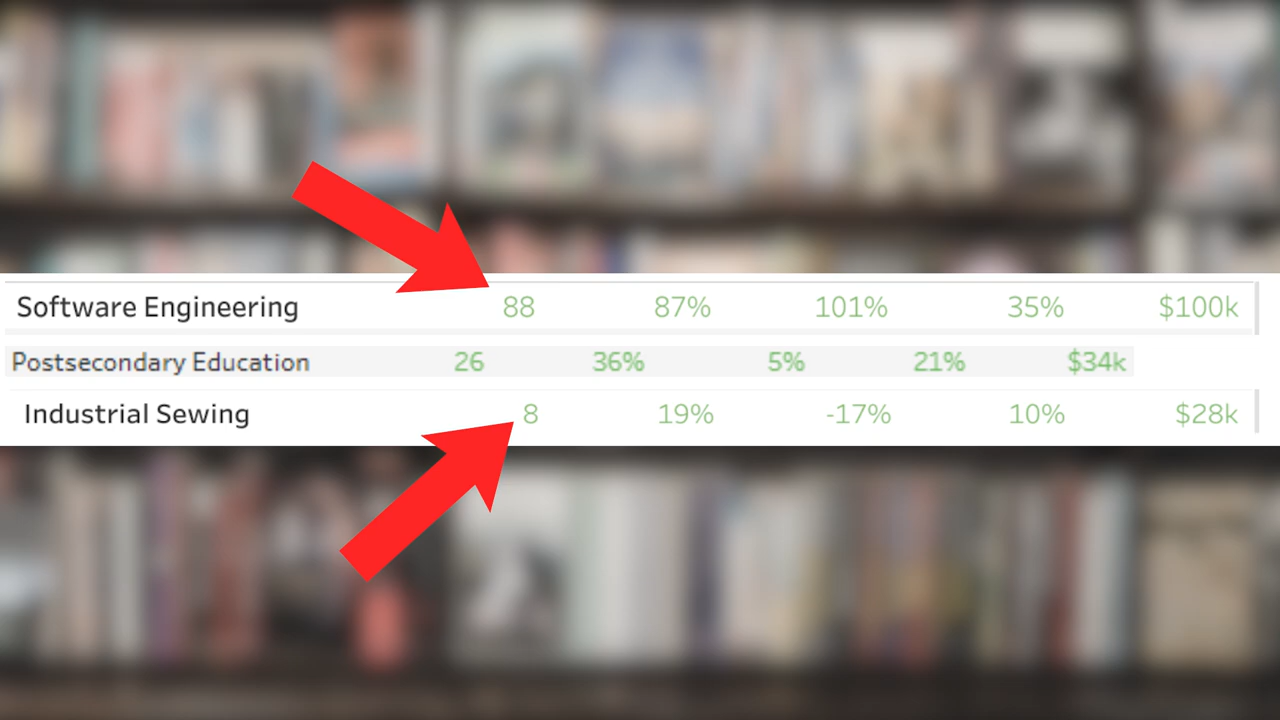 Software Engineering 88 87% 101% 35% $100k
Postsecondary Education 26 36% 5% 21% $34k
Industrial Sewing 8 19% -17% 10% $28k